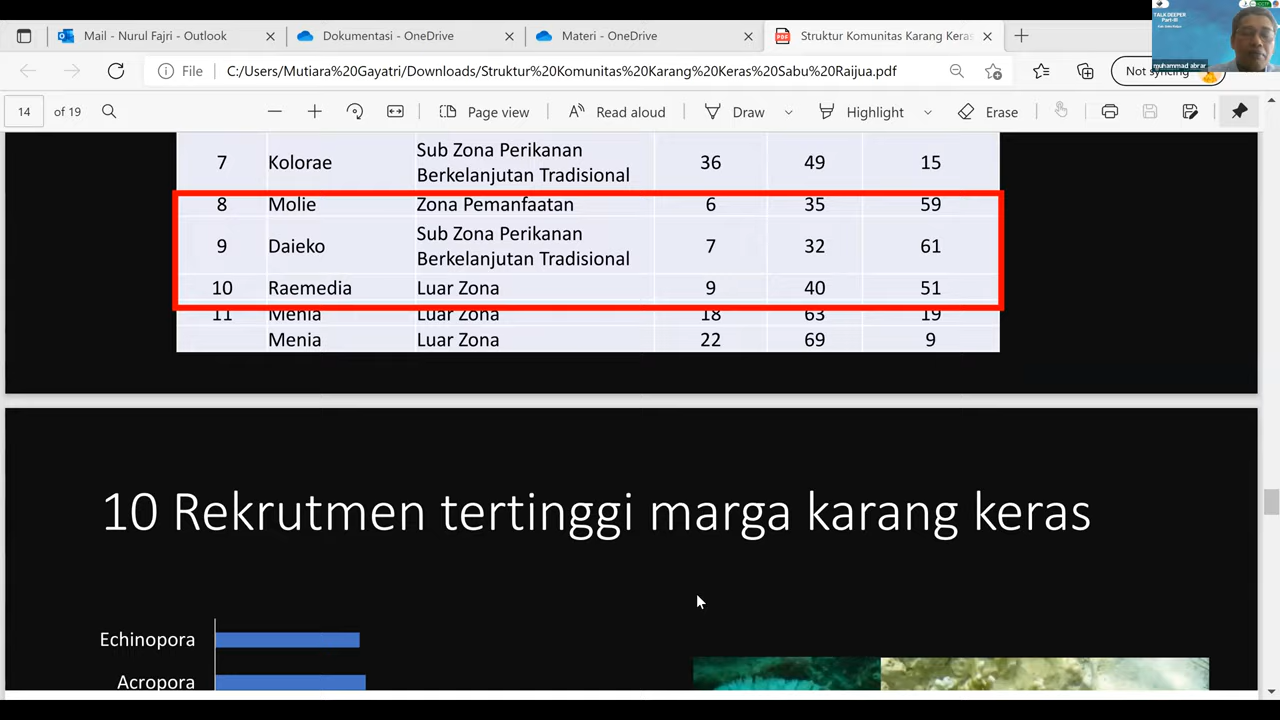 Mail - Nurul Fajri - Outlook
Dokumentasi - OneDrive
Materi - OneDrive
Struktur Komunitas Karang Keras
TALK DEEPER
Part-III
muhammad abrar
File
C:/Users/Mutiara%20Gayatri/Downloads/Struktur%20Komunitas%20Karang%20Keras%20Sabu%20Raijua.pdf
Not syncing
14 of 19
Page view
Read aloud
Draw
Highlight
Erase
7 Kolorae Sub Zona Perikanan Berkelanjutan Tradisional 36 49 15
8 Molie Zona Pemanfaatan 6 35 59
9 Daieko Sub Zona Perikanan Berkelanjutan Tradisional 7 32 61
10 Raemedia Luar Zona 9 40 51
11 Menia Luar Zona 18 63 19
Menia Luar Zona 22 69 9
10 Rekrutmen tertinggi marga karang keras
Echinopora
Acropora